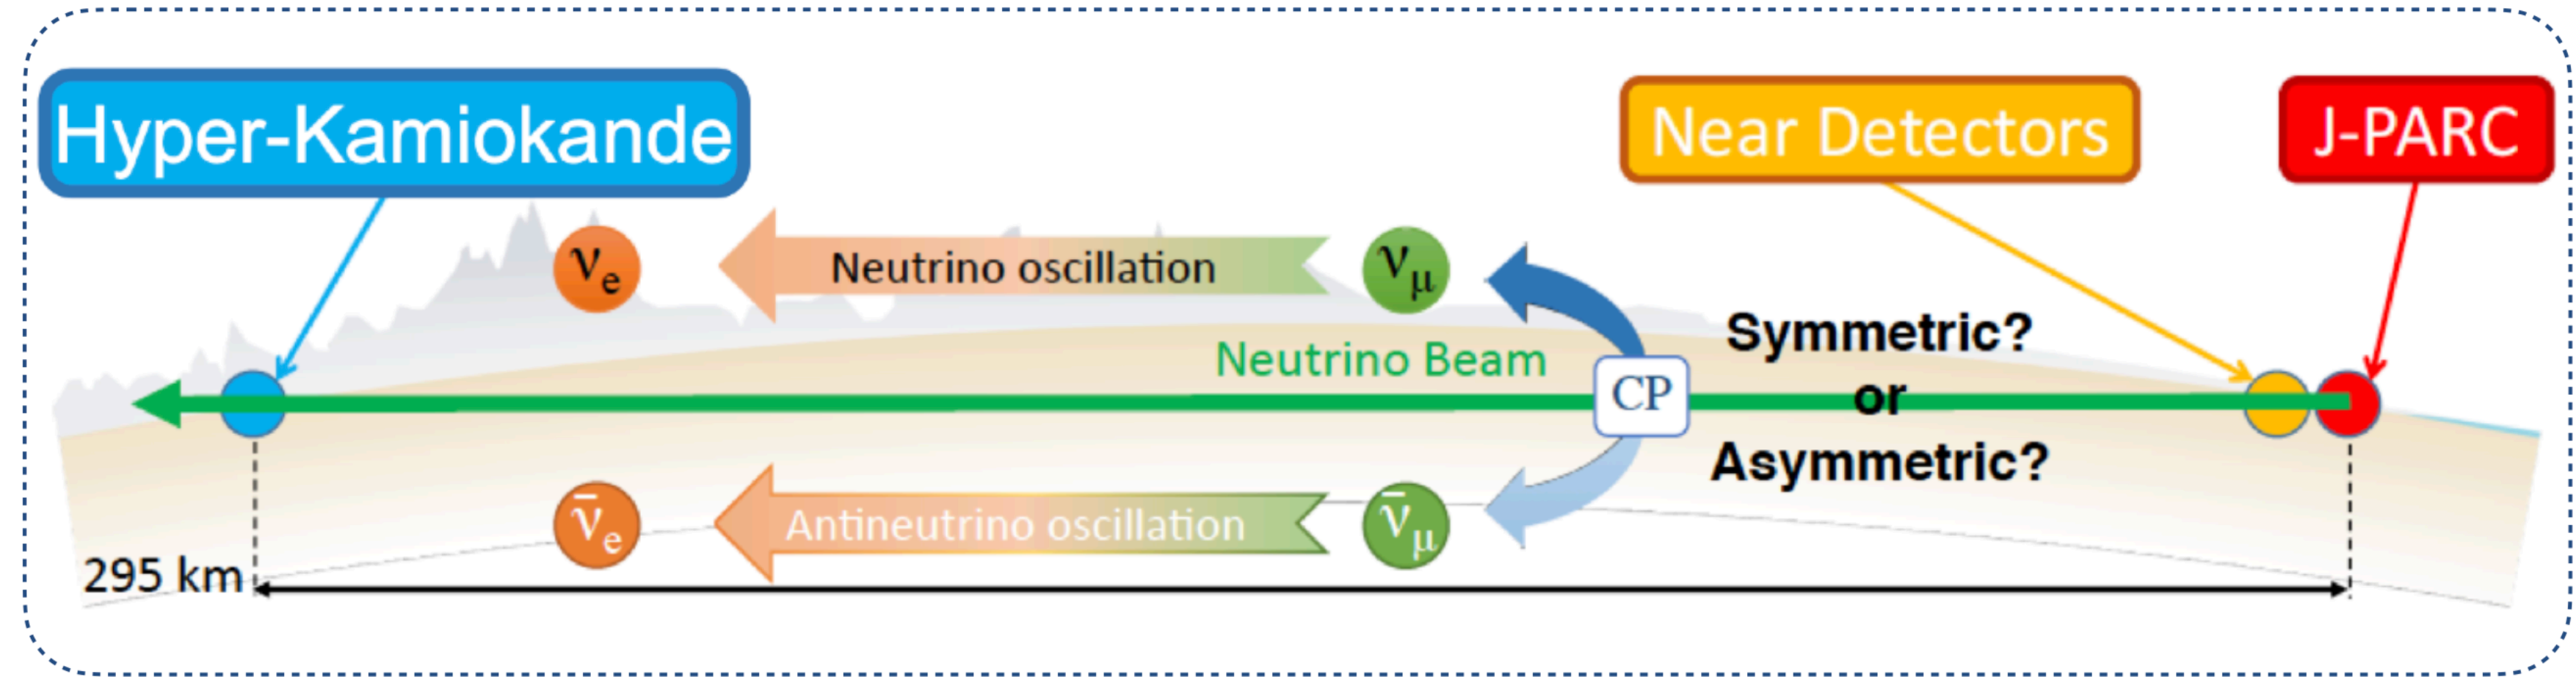 Hyper-Kamiokande
Near Detectors
J-PARC
νe
Neutrino oscillation
νμ
Symmetric?
Neutrino Beam
CP
or
Asymmetric?
ν̄e
Antineutrino oscillation
ν̄μ
295 km